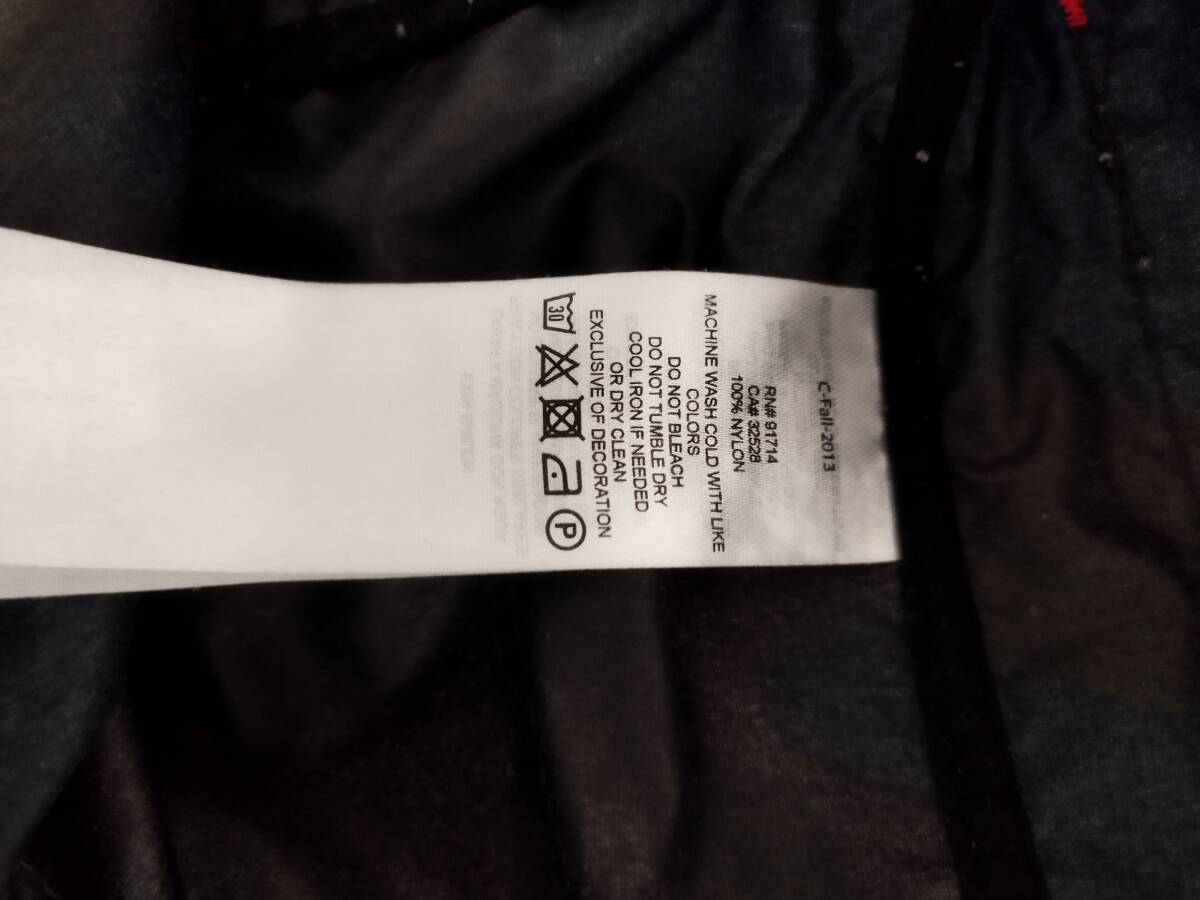 C-Fall-2013
RN# 91714
CA# 32528
100% NYLON
MACHINE WASH COLD WITH LIKE
COLORS
DO NOT BLEACH
DO NOT TUMBLE DRY
COOL IRON IF NEEDED
OR DRY CLEAN
EXCLUSIVE OF DECORATION
30
P